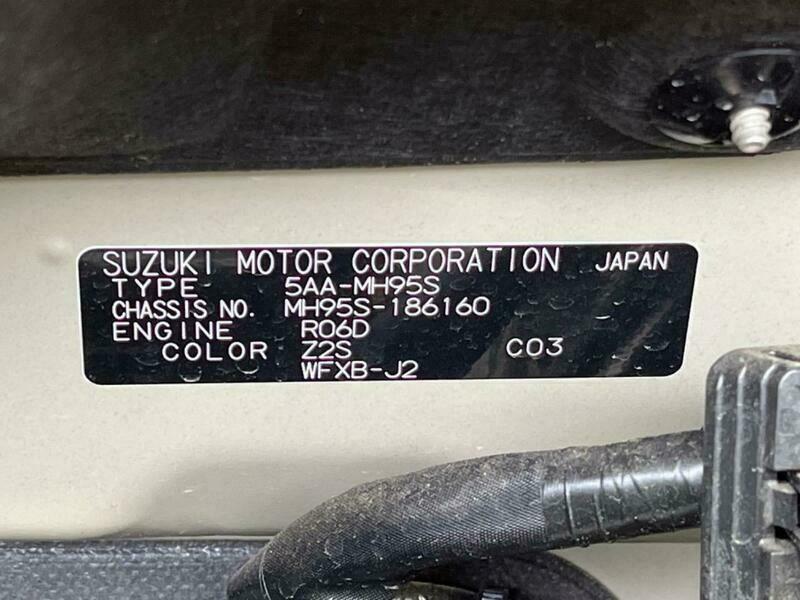 SUZUKI MOTOR CORPORATION JAPAN
TYPE 5AA-MH95S
CHASSIS NO. MH95S-186160
ENGINE R06D
COLOR Z2S C03
WFXB-J2